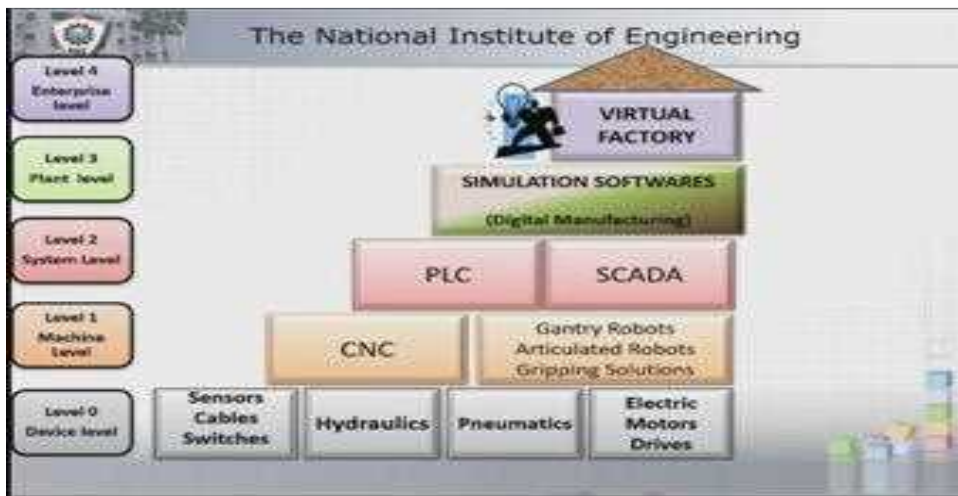 The National Institute of Engineering
Level 4
Enterprise
level
VIRTUAL
FACTORY
Level 3
Plant level
SIMULATION SOFTWARES
(Digital Manufacturing)
Level 2
System Level
PLC
SCADA
Level 1
Machine
Level
CNC
Gantry Robots
Articulated Robots
Gripping Solutions
Level 0
Device level
Sensors
Cables
Switches
Hydraulics
Pneumatics
Electric
Motors
Drives